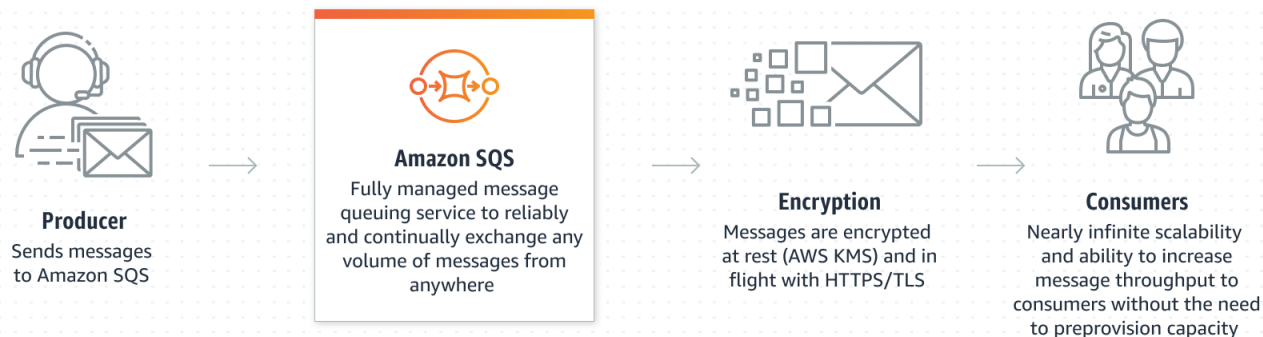 Producer
Sends messages
to Amazon SQS
Amazon SQS
Fully managed message
queuing service to reliably
and continually exchange any
volume of messages from
anywhere
Encryption
Messages are encrypted
at rest (AWS KMS) and in
flight with HTTPS/TLS
Consumers
Nearly infinite scalability
and ability to increase
message throughput to
consumers without the need
to preprovision capacity